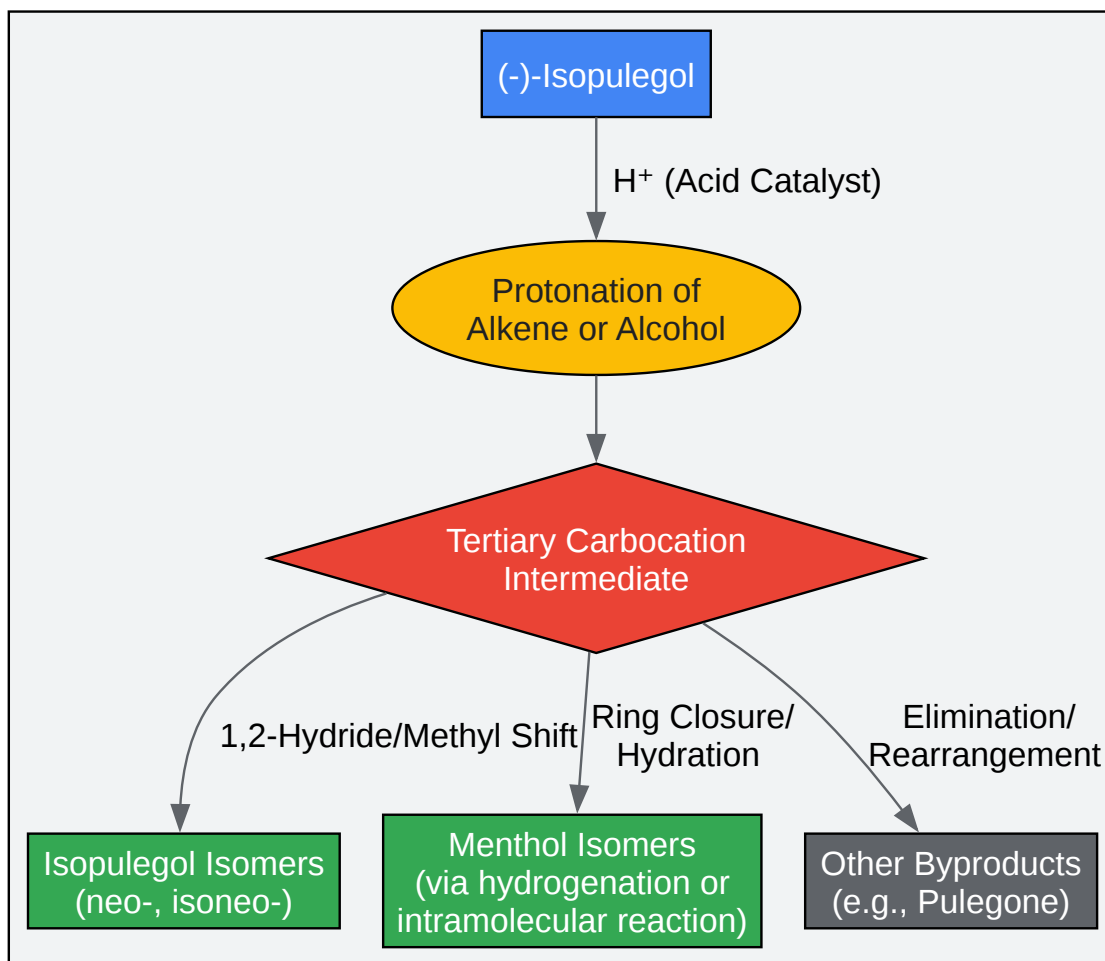 (-)-Isopulegol
H⁺ (Acid Catalyst)
Protonation of
Alkene or Alcohol
Tertiary Carbocation
Intermediate
1,2-Hydride/Methyl Shift
Ring Closure/
Hydration
Elimination/
Rearrangement
Isopulegol Isomers
(neo-, isoneo-)
Menthol Isomers
(via hydrogenation or
intramolecular reaction)
Other Byproducts
(e.g., Pulegone)